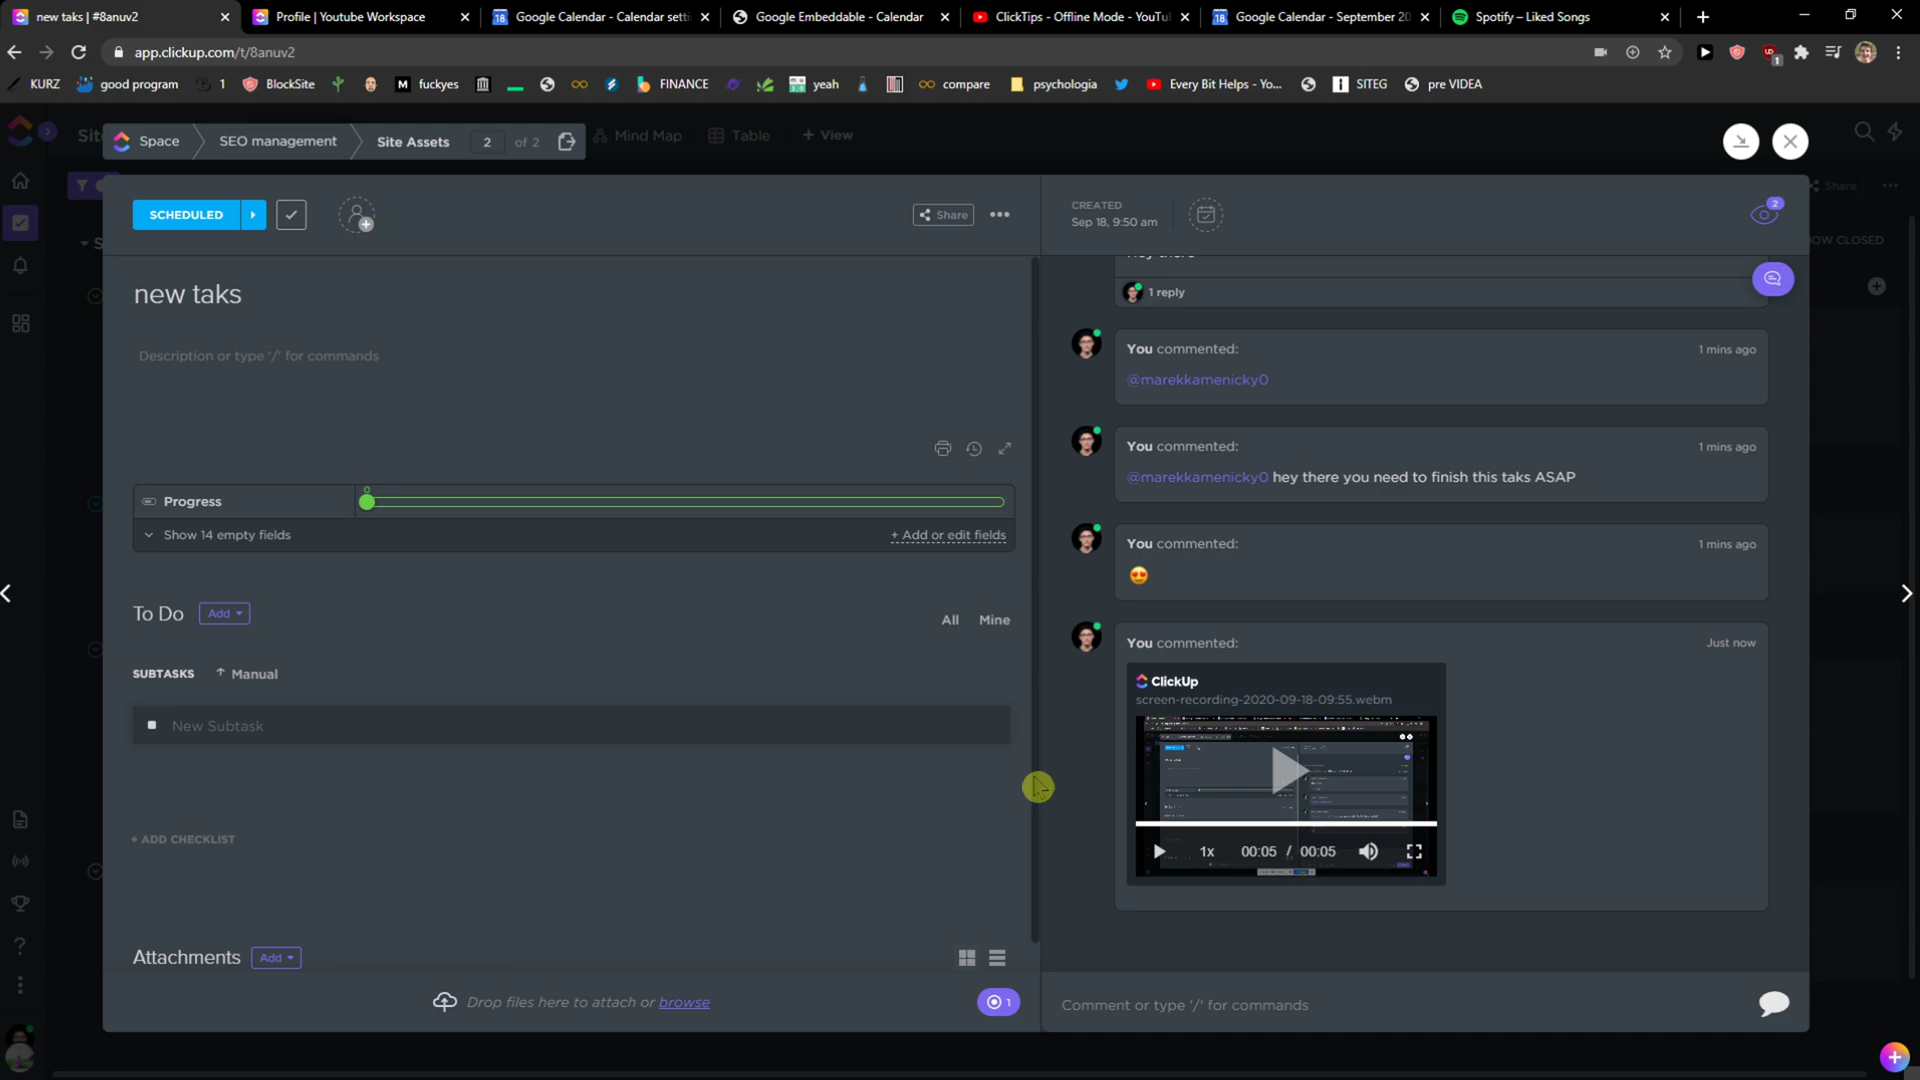 new taks | #8anuv2
Profile | Youtube Workspace
Google Calendar - Calendar setti
Google Embeddable - Calendar
ClickTips - Offline Mode - YouTu
Google Calendar - September 20
Spotify – Liked Songs
app.clickup.com/t/8anuv2
KURZ
good program
1
BlockSite
fuckyes
FINANCE
yeah
compare
psychologia
Every Bit Helps - Yo...
SITEG
pre VIDEA
Space
SEO management
Site Assets
2 of 2
Mind Map
Table
+ View
SCHEDULED
Share
CREATED
Sep 18, 9:50 am
2
Share
new taks
Description or type '/' for commands
1 reply
You commented:
1 mins ago
@marekkamenicky0
You commented:
1 mins ago
@marekkamenicky0 hey there you need to finish this taks ASAP
Progress
0
Show 14 empty fields
+ Add or edit fields
You commented:
1 mins ago
To Do
Add
All
Mine
You commented:
Just now
SUBTASKS
Manual
ClickUp
screen-recording-2020-09-18-09:55.webm
New Subtask
1x
00:05 / 00:05
+ ADD CHECKLIST
Attachments
Add
Drop files here to attach or browse
1
Comment or type '/' for commands